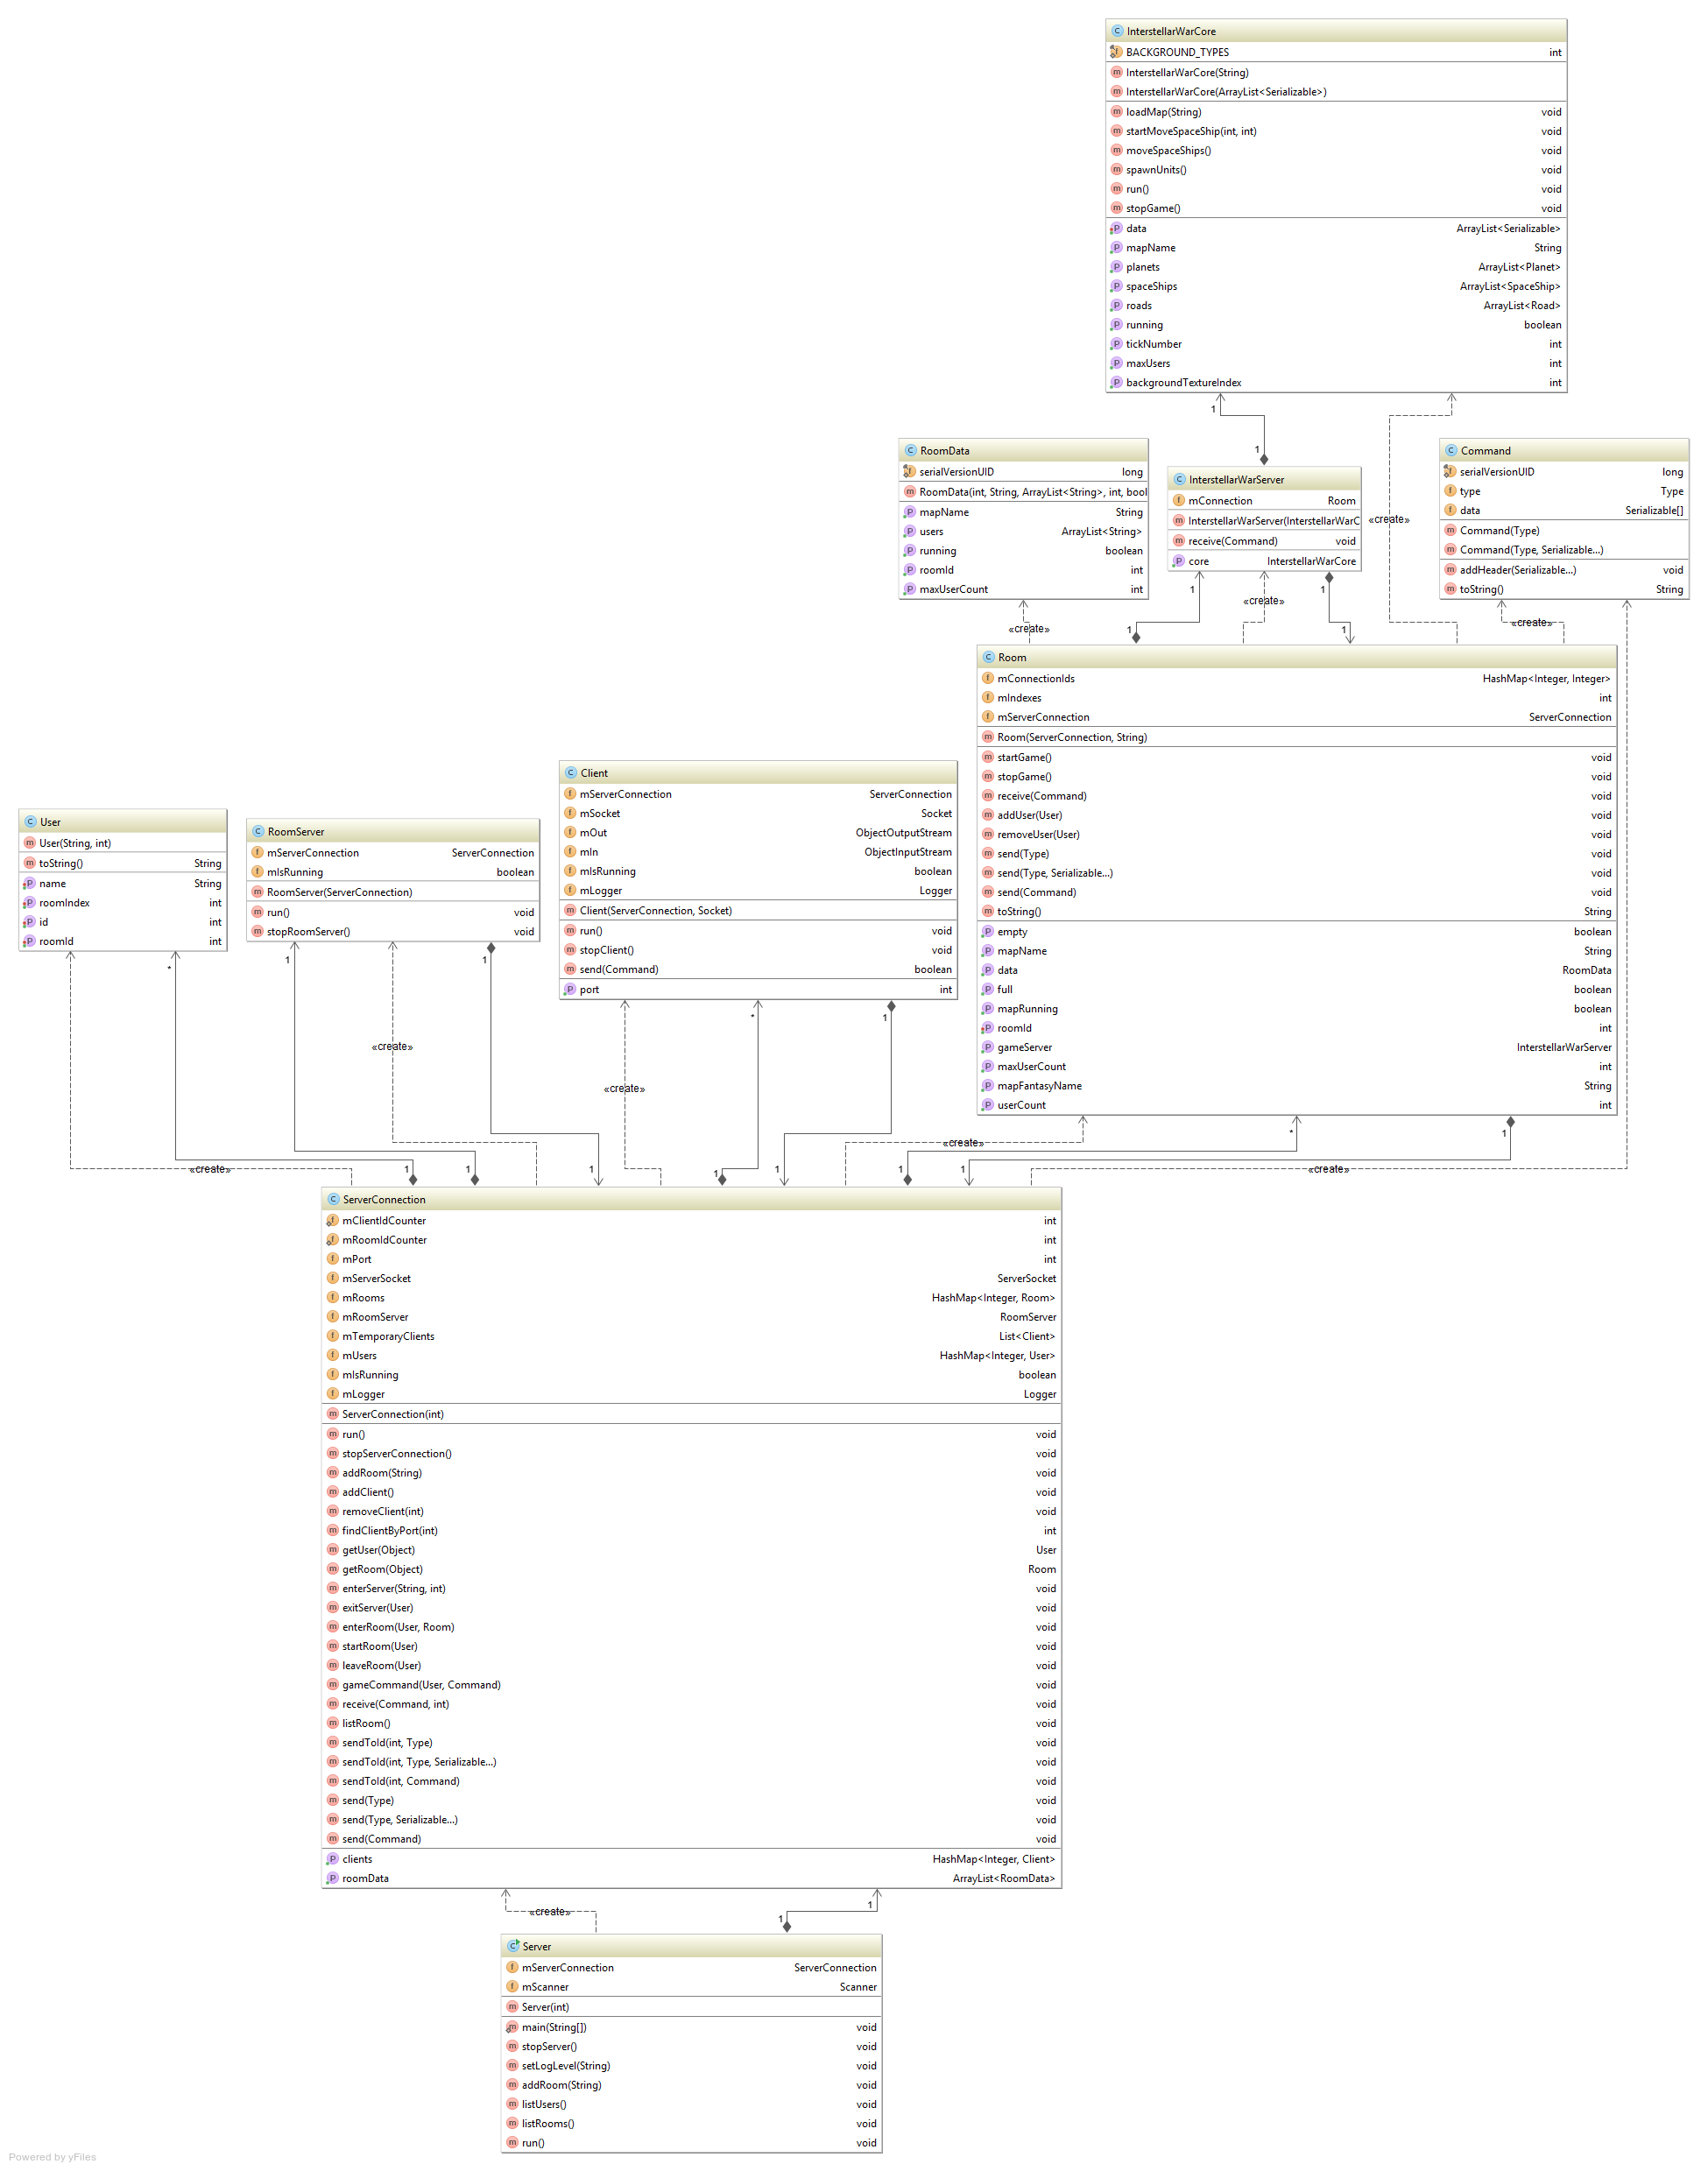 InterstellarWarCore
BACKGROUND_TYPES int
InterstellarWarCore(String)
InterstellarWarCore(ArrayList<Serializable>)
loadMap(String) void
startMoveSpaceShip(int, int) void
moveSpaceShips() void
spawnUnits() void
run() void
stopGame() void
data ArrayList<Serializable>
mapName String
planets ArrayList<Planet>
spaceShips ArrayList<SpaceShip>
roads ArrayList<Road>
running boolean
tickNumber int
maxUsers int
backgroundTextureIndex int
1
1
RoomData
serialVersionUID long
RoomData(int, String, ArrayList<String>, int, bool
mapName String
users ArrayList<String>
running boolean
roomId int
maxUserCount int
InterstellarWarServer
mConnection Room
InterstellarWarServer(InterstellarWarC
receive(Command) void
core InterstellarWarCore
«create»
Command
serialVersionUID long
type Type
data Serializable[]
Command(Type)
Command(Type, Serializable...)
addHeader(Serializable...) void
toString() String
1
«create»
1
«create»
1
1
«create»
Room
mConnectionIds HashMap<Integer, Integer>
mIndexes int
mServerConnection ServerConnection
Room(ServerConnection, String)
startGame() void
stopGame() void
receive(Command) void
addUser(User) void
removeUser(User) void
send(Type) void
send(Type, Serializable...) void
send(Command) void
toString() String
empty boolean
mapName String
data RoomData
full boolean
mapRunning boolean
roomId int
gameServer InterstellarWarServer
maxUserCount int
mapFantasyName String
userCount int
Client
mServerConnection ServerConnection
mSocket Socket
mOut ObjectOutputStream
mIn ObjectInputStream
mIsRunning boolean
mLogger Logger
Client(ServerConnection, Socket)
run() void
stopClient() void
send(Command) boolean
port int
User
User(String, int)
toString() String
name String
roomIndex int
id int
roomId int
RoomServer
mServerConnection ServerConnection
mIsRunning boolean
RoomServer(ServerConnection)
run() void
stopRoomServer() void
*
1
1
*
1
«create»
«create»
*
1
«create»
«create»
«create»
1
1
1
1
1
1
1
ServerConnection
mClientIdCounter int
mRoomIdCounter int
mPort int
mServerSocket ServerSocket
mRooms HashMap<Integer, Room>
mRoomServer RoomServer
mTemporaryClients List<Client>
mUsers HashMap<Integer, User>
mIsRunning boolean
mLogger Logger
ServerConnection(int)
run() void
stopServerConnection() void
addRoom(String) void
addClient() void
removeClient(int) void
findClientByPort(int) int
getUser(Object) User
getRoom(Object) Room
enterServer(String, int) void
exitServer(User) void
enterRoom(User, Room) void
startRoom(User) void
leaveRoom(User) void
gameCommand(User, Command) void
receive(Command, int) void
listRoom() void
sendToId(int, Type) void
sendToId(int, Type, Serializable...) void
sendToId(int, Command) void
send(Type) void
send(Type, Serializable...) void
send(Command) void
clients HashMap<Integer, Client>
roomData ArrayList<RoomData>
«create»
1
1
Server
mServerConnection ServerConnection
mScanner Scanner
Server(int)
main(String[]) void
stopServer() void
setLogLevel(String) void
addRoom(String) void
listUsers() void
listRooms() void
run() void
Powered by yFiles